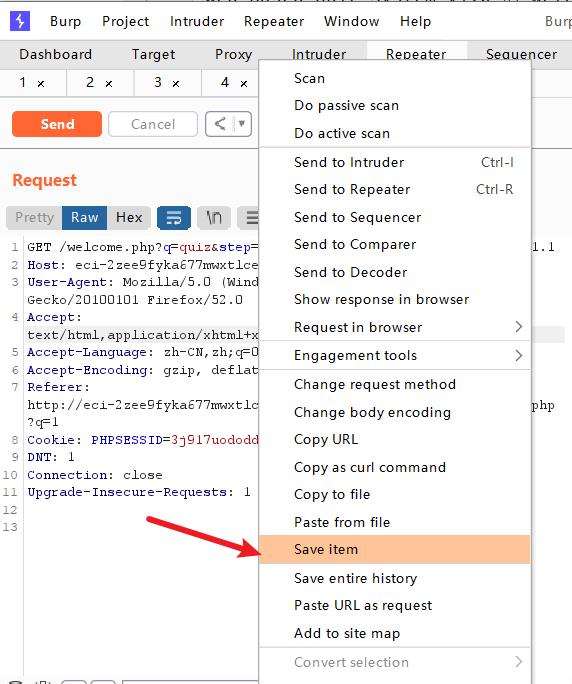 Burp Project Intruder Repeater Window Help Burp
Dashboard Target Proxy Intruder Repeater Sequencer
1 × 2 × 3 × 4 ×
Send Cancel < ▼
Request
Pretty Raw Hex \n
1 GET /welcome.php?q=quiz&step= 1.1
2 Host: eci-2zee9fyka677mwxtlce
3 User-Agent: Mozilla/5.0 (Wind
Gecko/20100101 Firefox/52.0
4 Accept:
text/html,application/xhtml+x
5 Accept-Language: zh-CN,zh;q=0
6 Accept-Encoding: gzip, deflat
7 Referer:
http://eci-2zee9fyka677mwxtlc php
?q=1
8 Cookie: PHPSESSID=3j917uododd
9 DNT: 1
10 Connection: close
11 Upgrade-Insecure-Requests: 1
12
13
Scan
Do passive scan
Do active scan
Send to Intruder Ctrl-I
Send to Repeater Ctrl-R
Send to Sequencer
Send to Comparer
Send to Decoder
Show response in browser
Request in browser >
Engagement tools >
Change request method
Change body encoding
Copy URL
Copy as curl command
Copy to file
Paste from file
Save item
Save entire history
Paste URL as request
Add to site map
Convert selection >